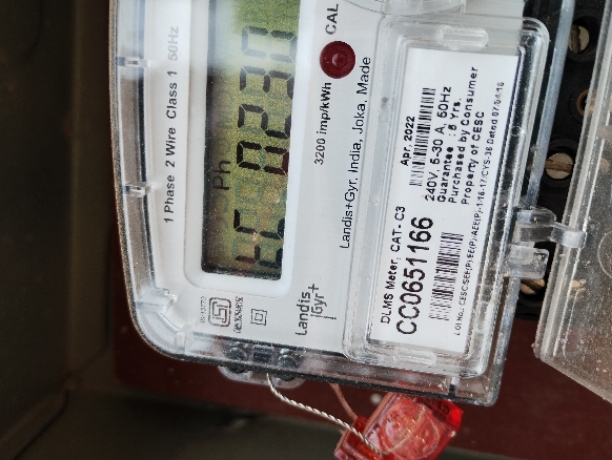 1 Phase 2 Wire Class 1 50Hz
Ph
3200 imp/kWh
CAL
Landis+Gyr, India, Joka, Made
Landis
Gyr+
Apr, 2022
DLMS Meter, CAT- C3
CC0651166
240V, 5-30 A, 50Hz
Guarantee : 5 Yrs.
Purchased by Consumer
Property of CESC